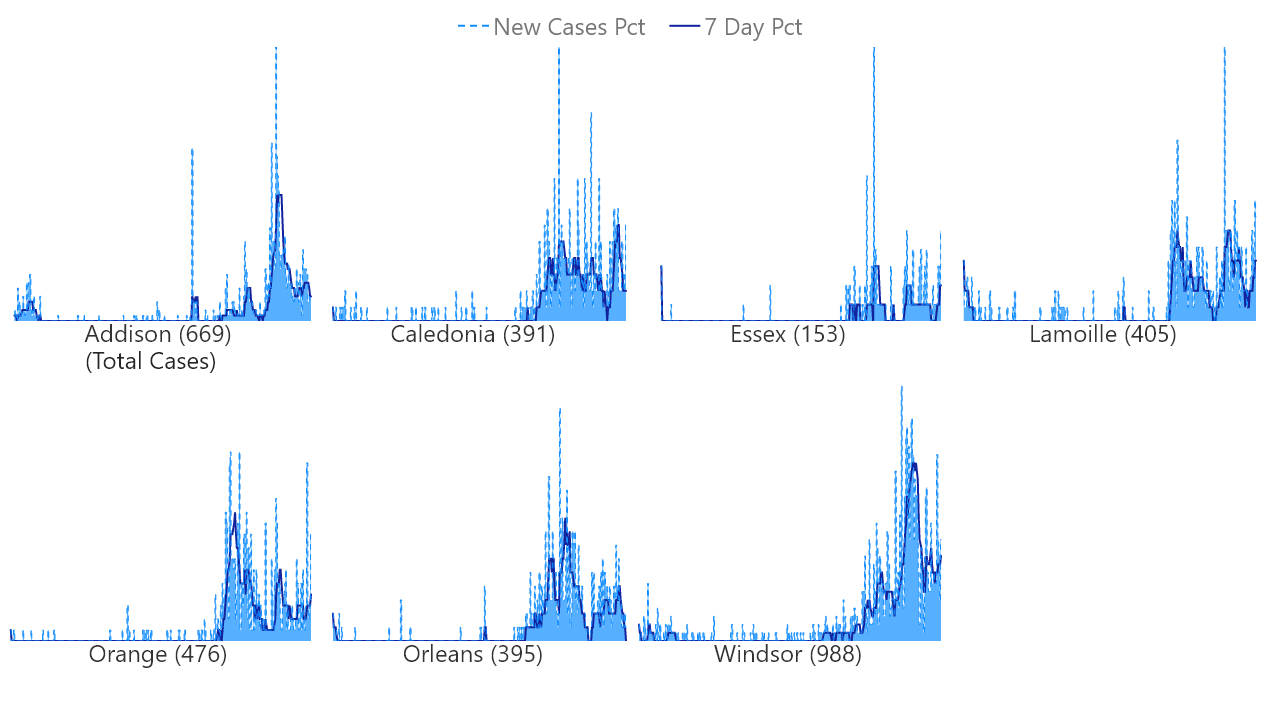 New Cases Pct 7 Day Pct
Addison (669) Caledonia (391) Essex (153) Lamoille (405)
(Total Cases)
Orange (476) Orleans (395) Windsor (988)